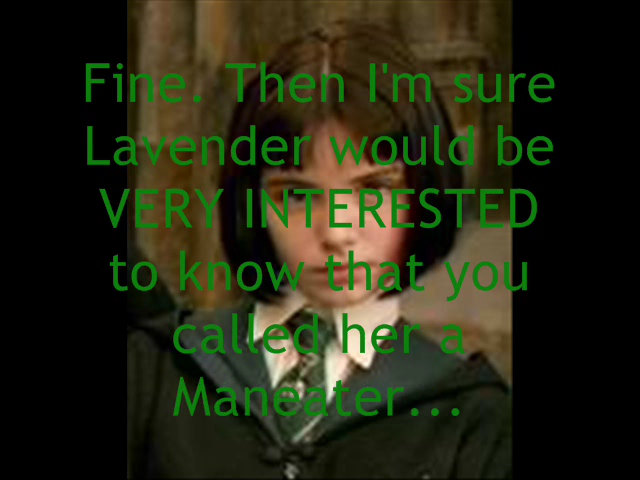 Fine. Then I'm sure
Lavender would be
VERY INTERESTED
to know that you
called her a
Maneater...